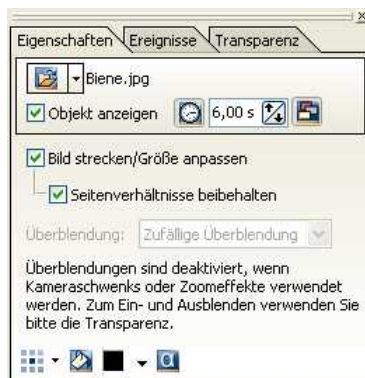 Eigenschaften Ereignisse Transparenz
Biene.jpg
Objekt anzeigen 6,00 s
Bild strecken/Größe anpassen
Seitenverhältnisse beibehalten
Überblendung: Zufällige Überblendung
Überblendungen sind deaktiviert, wenn
Kameraschwenks oder Zoomeffekte verwendet
werden. Zum Ein- und Ausblenden verwenden Sie
bitte die Transparenz.
α